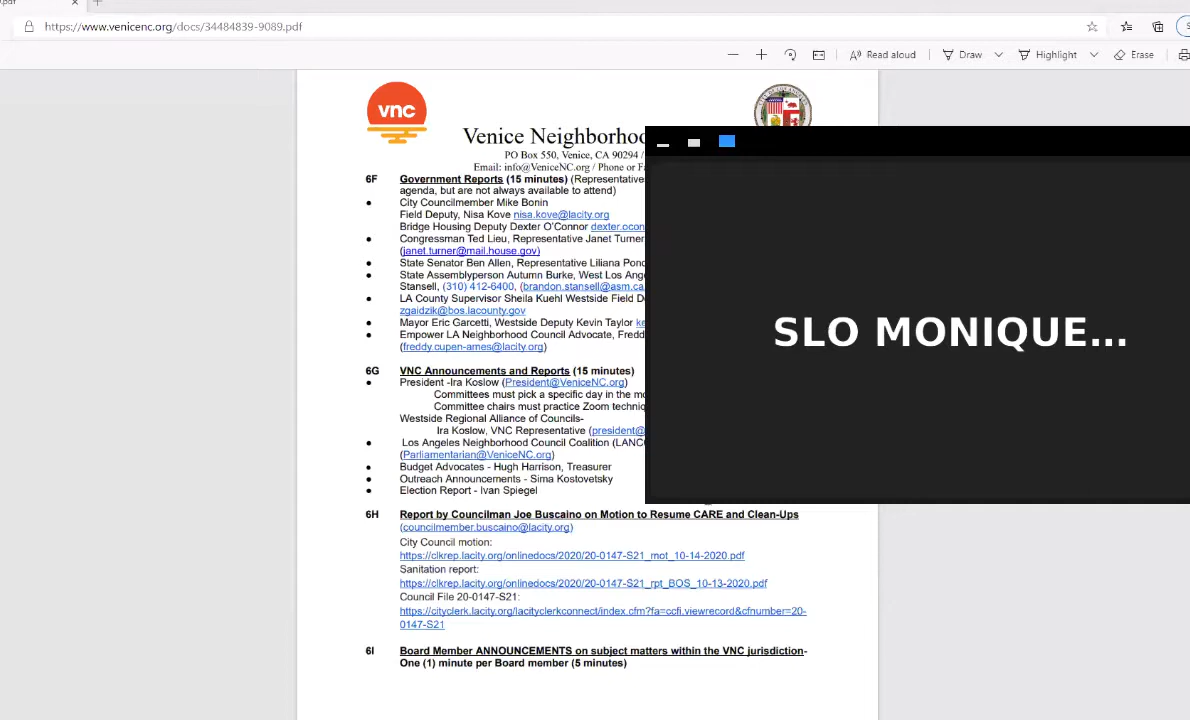 .pdf
https://www.venicenc.org/docs/34484839-9089.pdf
Read aloud
Draw
Highlight
Erase
vnc
Venice Neighborhoo
PO Box 550, Venice, CA 90294 /
Email: info@VeniceNC.org / Phone or Fa
6F Government Reports (15 minutes) (Representative
agenda, but are not always available to attend)
● City Councilmember Mike Bonin
Field Deputy, Nisa Kove nisa.kove@lacity.org
Bridge Housing Deputy Dexter O'Connor dexter.ocon
● Congressman Ted Lieu, Representative Janet Turner
(janet.turner@mail.house.gov)
● State Senator Ben Allen, Representative Liliana Pond
● State Assemblyperson Autumn Burke, West Los Ange
Stansell, (310) 412-6400, (brandon.stansell@asm.ca.
● LA County Supervisor Sheila Kuehl Westside Field D
zgaidzik@bos.lacounty.gov
● Mayor Eric Garcetti, Westside Deputy Kevin Taylor ke
● Empower LA Neighborhood Council Advocate, Fredd
(freddy.cupen-ames@lacity.org)
6G VNC Announcements and Reports (15 minutes)
● President -Ira Koslow (President@VeniceNC.org)
Committees must pick a specific day in the mo
Committee chairs must practice Zoom techniq
Westside Regional Alliance of Councils-
Ira Koslow, VNC Representative (president@
● Los Angeles Neighborhood Council Coalition (LANCC
(Parliamentarian@VeniceNC.org)
● Budget Advocates - Hugh Harrison, Treasurer
● Outreach Announcements - Sima Kostovetsky
● Election Report - Ivan Spiegel
SLO MONIQUE...
6H Report by Councilman Joe Buscaino on Motion to Resume CARE and Clean-Ups
(councilmember.buscaino@lacity.org)
City Council motion:
https://clkrep.lacity.org/onlinedocs/2020/20-0147-S21_mot_10-14-2020.pdf
Sanitation report:
https://clkrep.lacity.org/onlinedocs/2020/20-0147-S21_rpt_BOS_10-13-2020.pdf
Council File 20-0147-S21:
https://cityclerk.lacity.org/lacityclerkconnect/index.cfm?fa=ccfi.viewrecord&cfnumber=20-
0147-S21
6I Board Member ANNOUNCEMENTS on subject matters within the VNC jurisdiction-
One (1) minute per Board member (5 minutes)